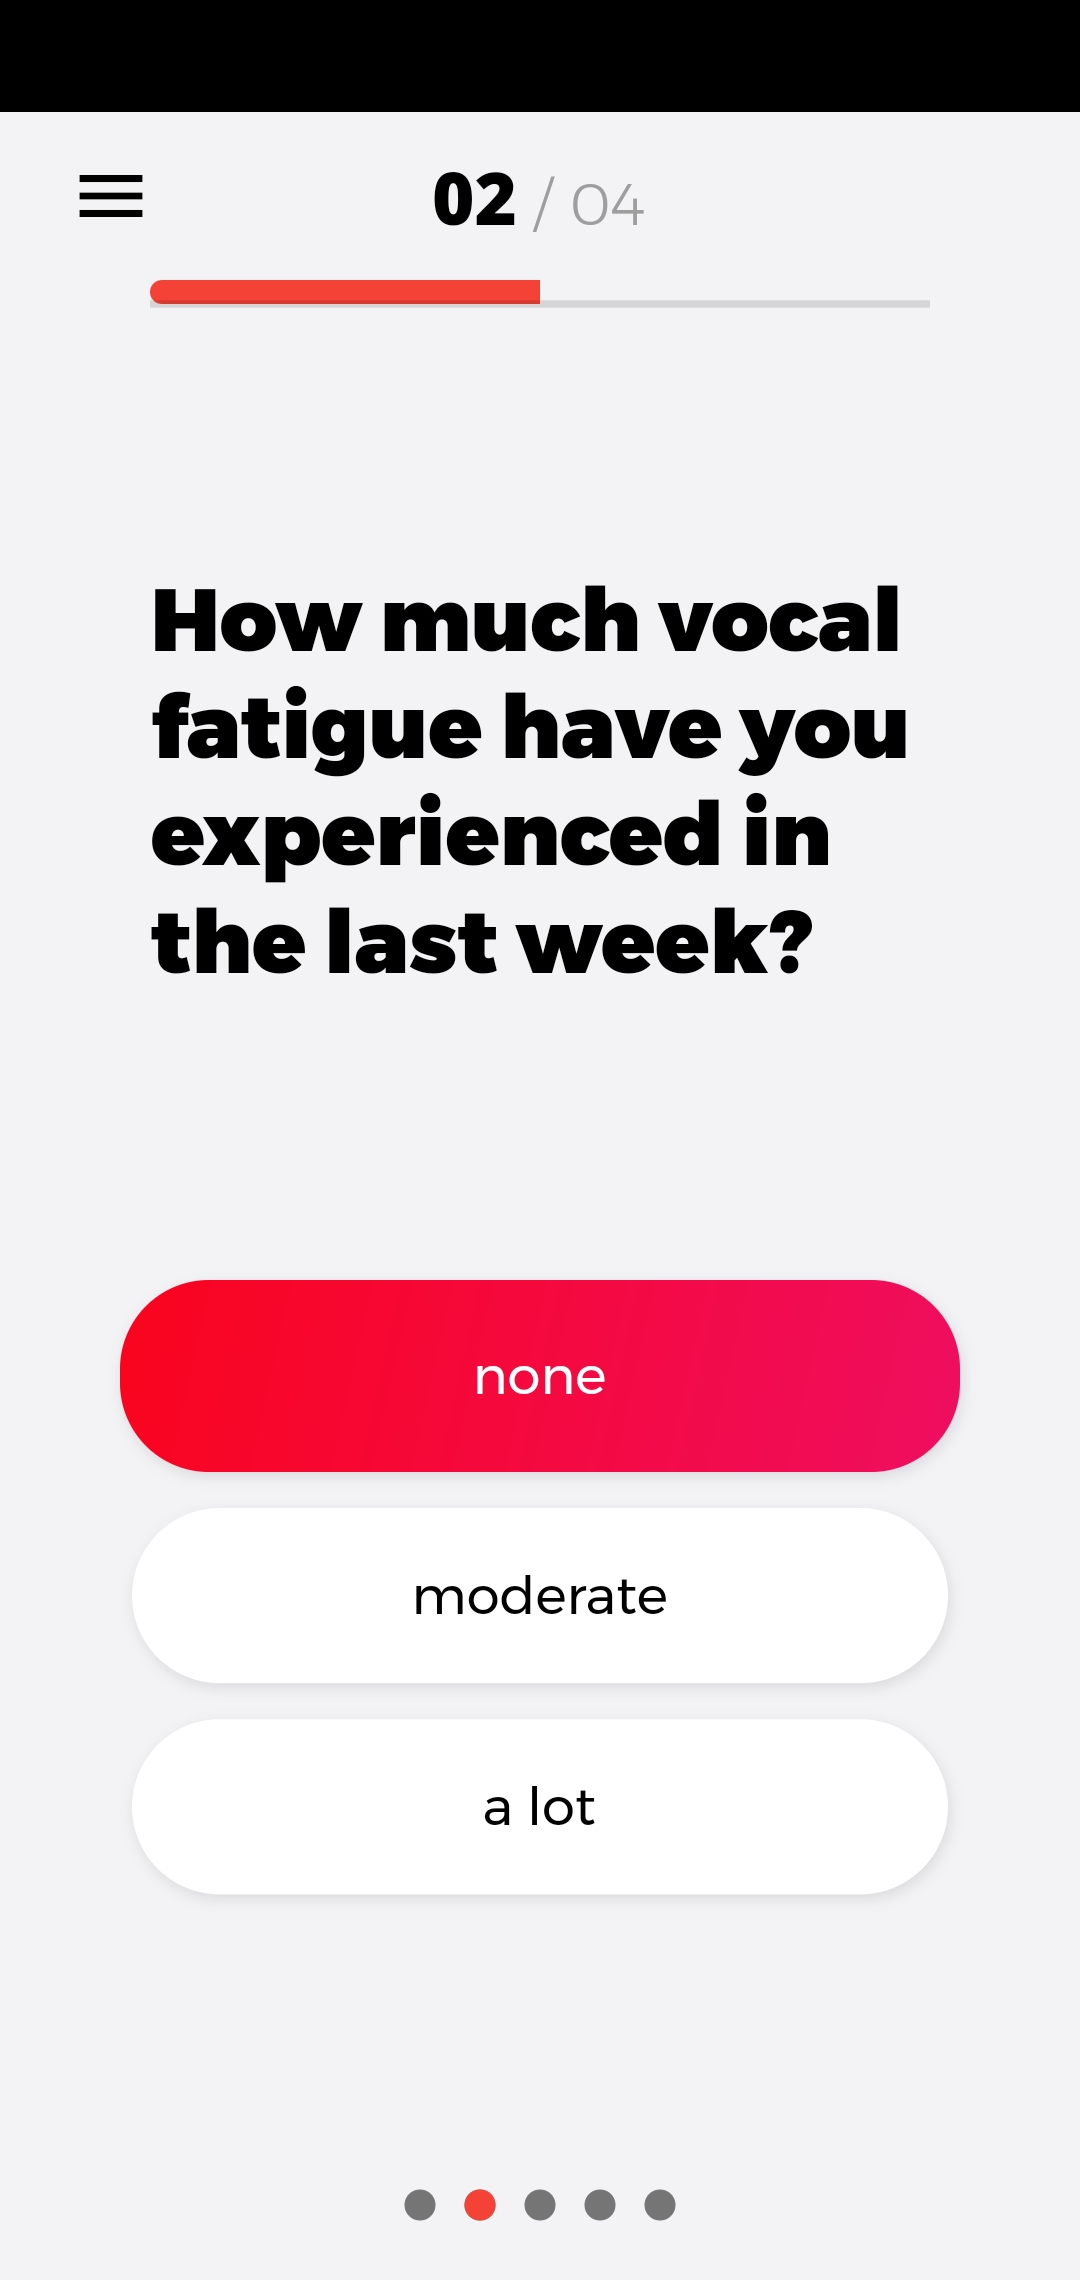 02 / 04
How much vocal
fatigue have you
experienced in
the last week?
none
moderate
a lot